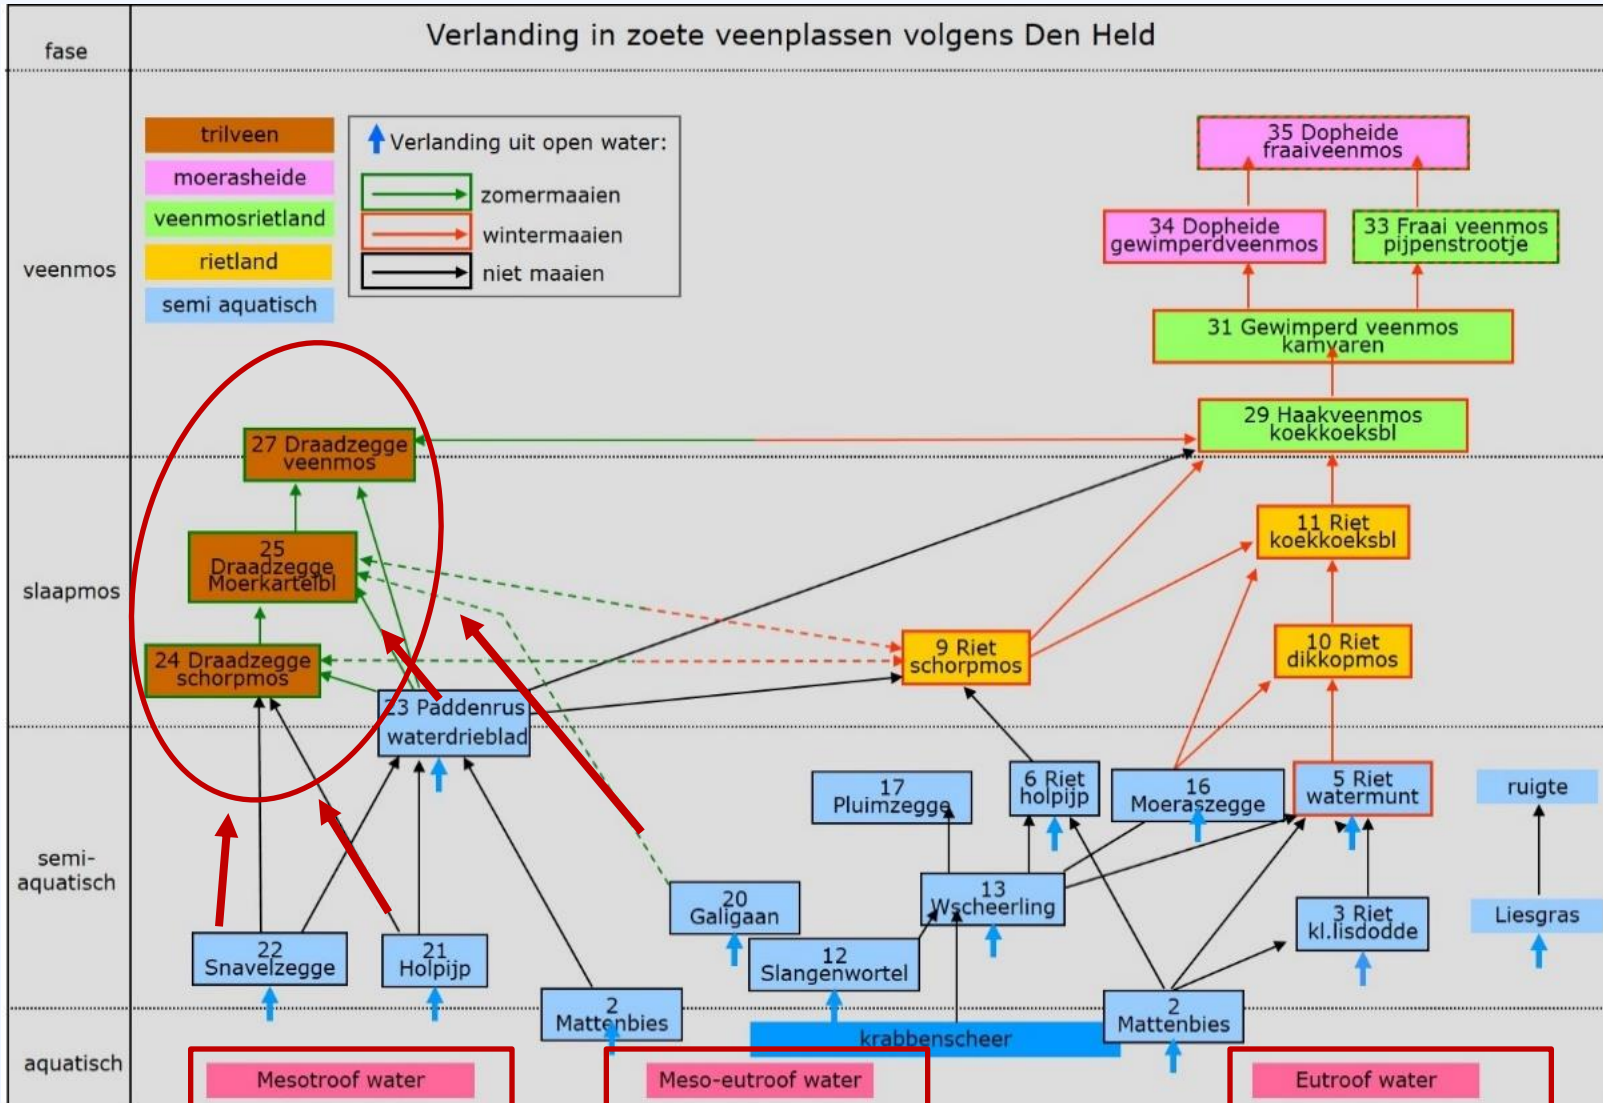 Verlanding in zoete veenplassen volgens Den Held
fase
trilveen
moerasheide
veenmosrietland
rietland
semi aquatisch
Verlanding uit open water:
zomermaaien
wintermaaien
niet maaien
veenmos
35 Dopheide
fraaiveenmos
34 Dopheide
gewimperdveenmos
33 Fraai veenmos
pijpenstrootje
31 Gewimperd veenmos
kamvaren
29 Haakveenmos
koekkoeksbl
27 Draadzegge
veenmos
slaapmos
25
Draadzegge
Moerkartelbl
11 Riet
koekkoeksbl
24 Draadzegge
schorpmos
9 Riet
schorpmos
10 Riet
dikkopmos
23 Paddenrus
waterdrieblad
semi-
aquatisch
17
Pluimzegge
6 Riet
holpijp
16
Moeraszegge
5 Riet
watermunt
ruigte
20
Galigaan
13
Wscheerling
3 Riet
kl.lisdodde
Liesgras
22
Snavelzegge
21
Holpijp
12
Slangenwortel
2
Mattenbies
2
Mattenbies
krabbenscheer
aquatisch
Mesotroof water
Meso-eutroof water
Eutroof water